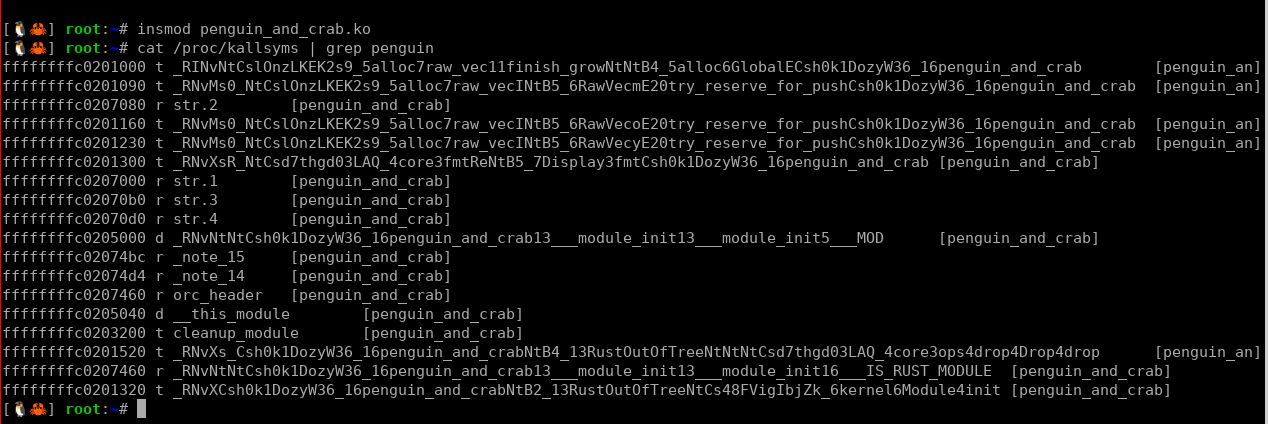 [🐧🦀] root:~# insmod penguin_and_crab.ko
[🐧🦀] root:~# cat /proc/kallsyms | grep penguin
ffffffffc0201000 t _RINvNtCslOnzLKEK2s9_5alloc7raw_vec11finish_growNtNtB4_5alloc6GlobalECsh0k1DozyW36_16penguin_and_crab	[penguin_an]
ffffffffc0201090 t _RNvMs0_NtCslOnzLKEK2s9_5alloc7raw_vecINtB5_6RawVecmE20try_reserve_for_pushCsh0k1DozyW36_16penguin_and_crab	[penguin_an]
ffffffffc0207080 r str.2	[penguin_and_crab]
ffffffffc0201160 t _RNvMs0_NtCslOnzLKEK2s9_5alloc7raw_vecINtB5_6RawVecoE20try_reserve_for_pushCsh0k1DozyW36_16penguin_and_crab	[penguin_an]
ffffffffc0201230 t _RNvMs0_NtCslOnzLKEK2s9_5alloc7raw_vecINtB5_6RawVecyE20try_reserve_for_pushCsh0k1DozyW36_16penguin_and_crab	[penguin_an]
ffffffffc0201300 t _RNvXsR_NtCsd7thgd03LAQ_4core3fmtReNtB5_7Display3fmtCsh0k1DozyW36_16penguin_and_crab	[penguin_and_crab]
ffffffffc0207000 r str.1	[penguin_and_crab]
ffffffffc02070b0 r str.3	[penguin_and_crab]
ffffffffc02070d0 r str.4	[penguin_and_crab]
ffffffffc0205000 d _RNvNtNtCsh0k1DozyW36_16penguin_and_crab13___module_init13___module_init5___MOD	[penguin_and_crab]
ffffffffc02074bc r _note_15	[penguin_and_crab]
ffffffffc02074d4 r _note_14	[penguin_and_crab]
ffffffffc0207460 r orc_header	[penguin_and_crab]
ffffffffc0205040 d __this_module	[penguin_and_crab]
ffffffffc0203200 t cleanup_module	[penguin_and_crab]
ffffffffc0201520 t _RNvXs_Csh0k1DozyW36_16penguin_and_crabNtB4_13RustOutOfTreeNtNtNtCsd7thgd03LAQ_4core3ops4drop4Drop4drop	[penguin_an]
ffffffffc0207460 r _RNvNtNtCsh0k1DozyW36_16penguin_and_crab13___module_init13___module_init16___IS_RUST_MODULE	[penguin_and_crab]
ffffffffc0201320 t _RNvXCsh0k1DozyW36_16penguin_and_crabNtB2_13RustOutOfTreeNtCs48FVigIbjZk_6kernel6Module4init	[penguin_and_crab]
[🐧🦀] root:~#